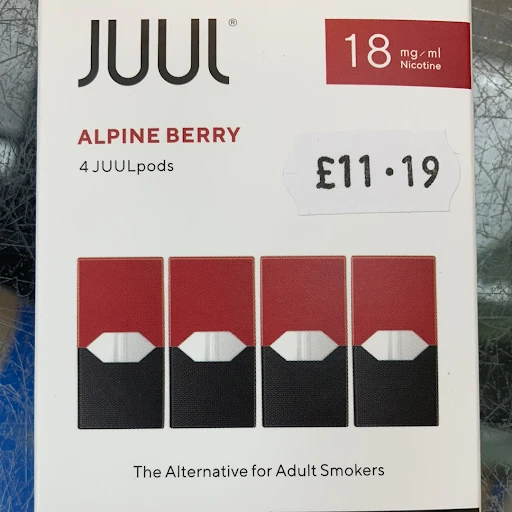 JUUL®
18 mg/ml
Nicotine
ALPINE BERRY
4 JUULpods
£11·19
The Alternative for Adult Smokers